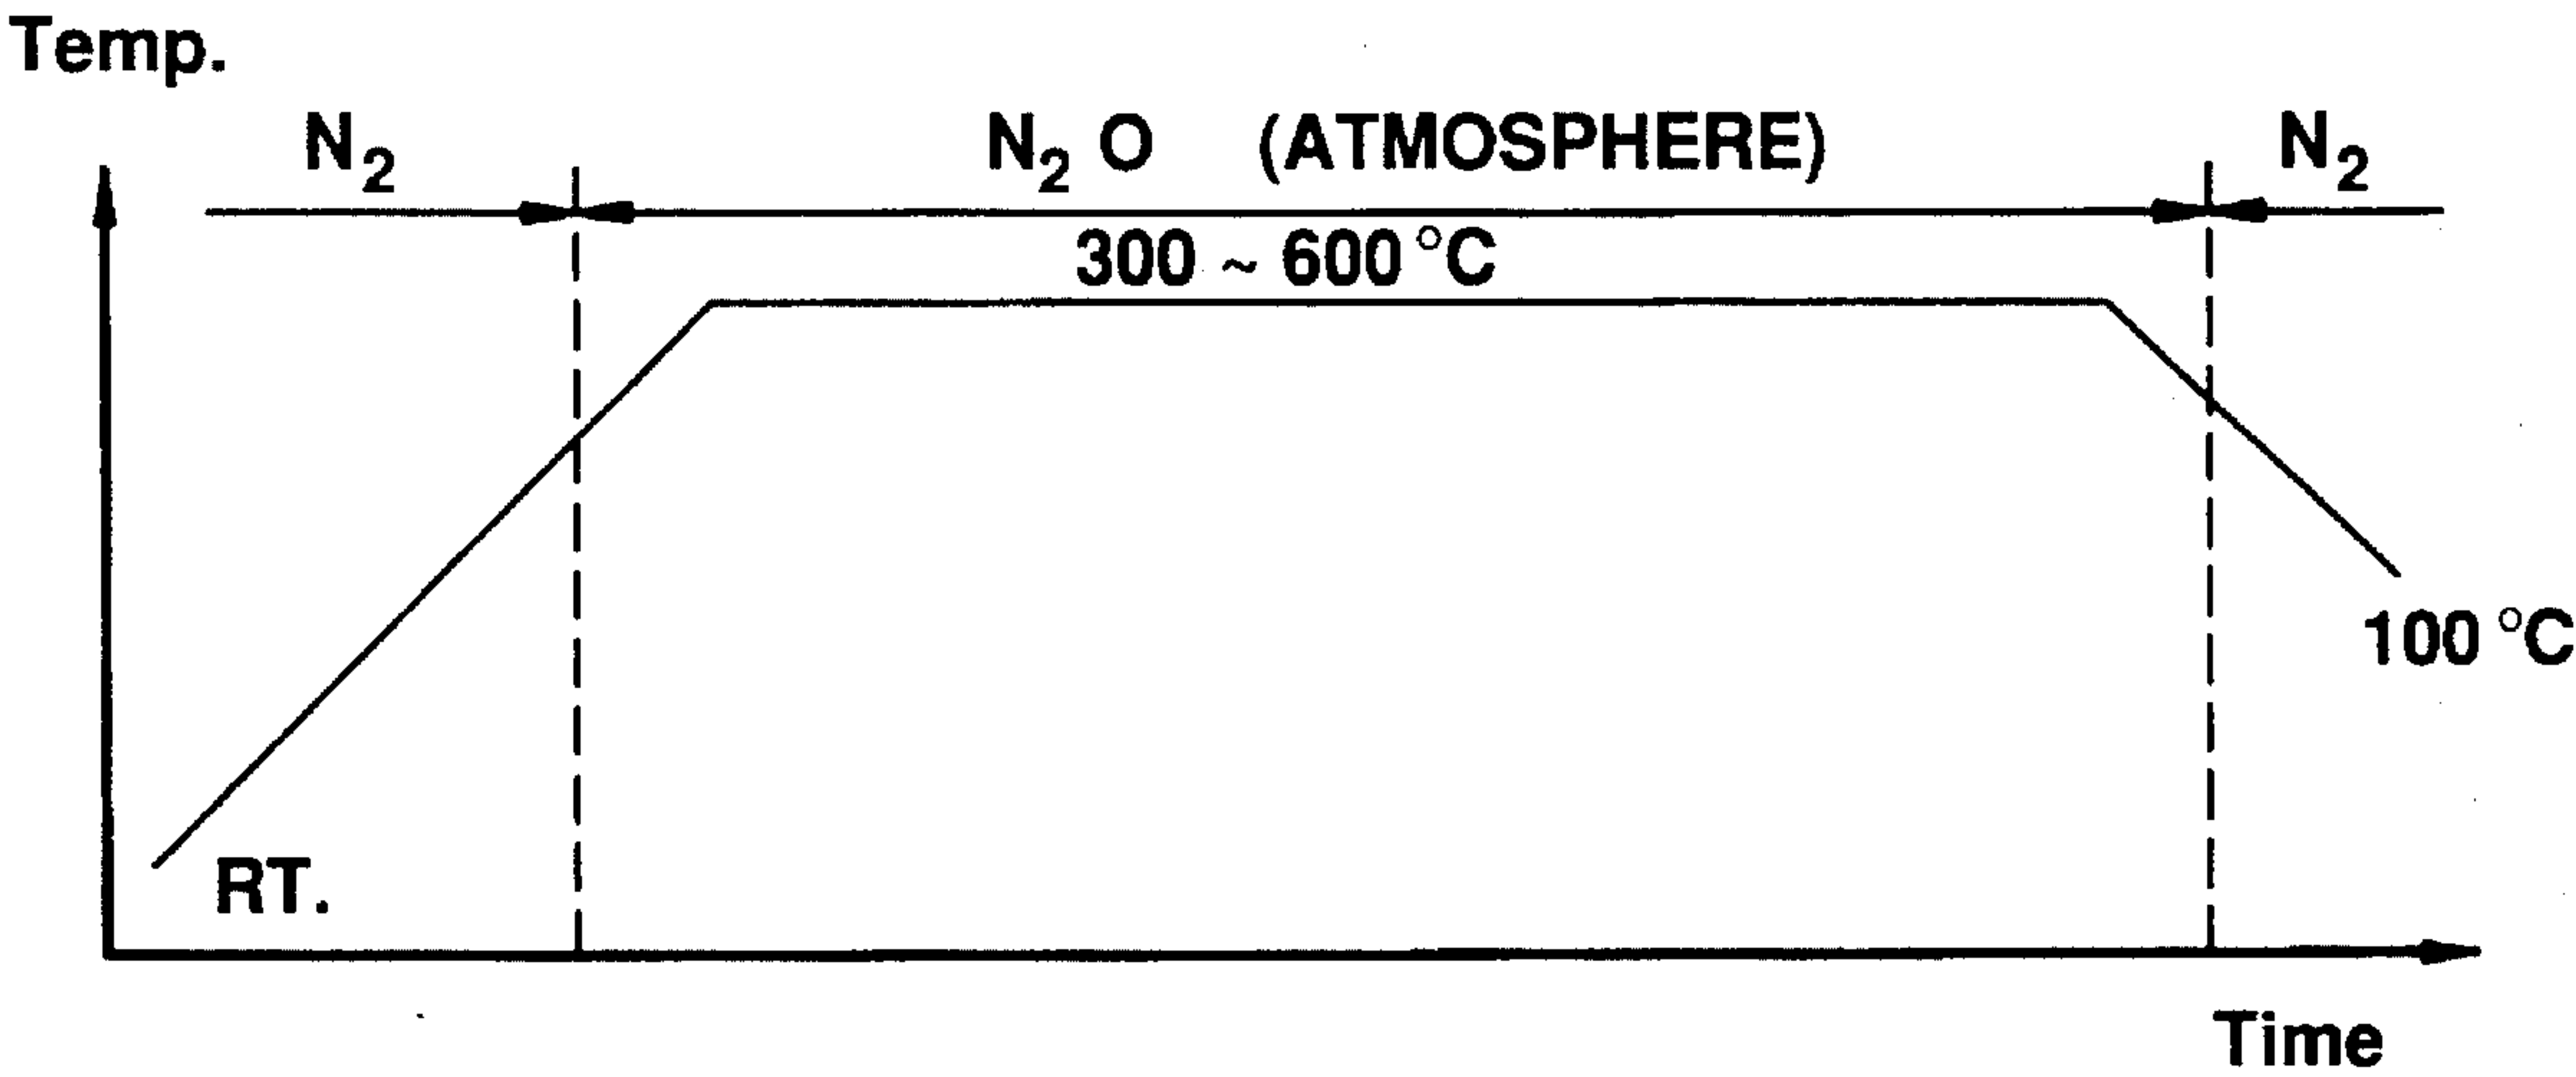 Temp.
N2 N2 O (ATMOSPHERE) N2
300 ~ 600 °C
100 °C
RT.
Time